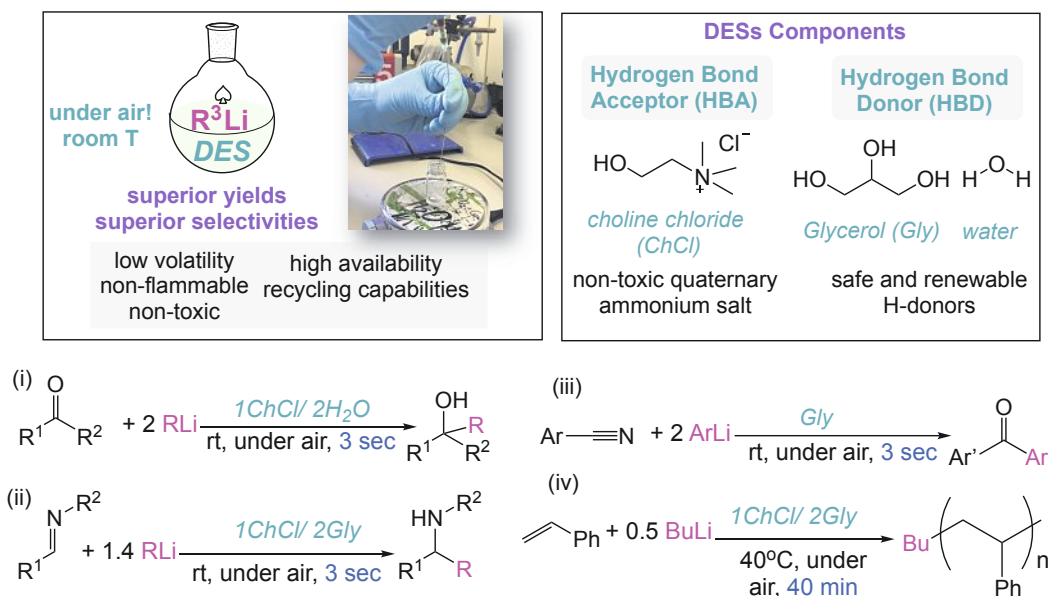 under air!
room T
R³Li
DES
superior yields
superior selectivities
low volatility
non-flammable
non-toxic
high availability
recycling capabilities
DESs Components
Hydrogen Bond
Acceptor (HBA)
Hydrogen Bond
Donor (HBD)
HO
N
+
Cl⁻
OH
HO
OH
H
O
H
choline chloride
(ChCl)
Glycerol (Gly)
water
non-toxic quaternary
ammonium salt
safe and renewable
H-donors
(i)
O
R¹ R²
+ 2 RLi
1ChCl/ 2H₂O
rt, under air, 3 sec
OH
R
R¹ R²
(ii)
N R²
R¹
+ 1.4 RLi
1ChCl/ 2Gly
rt, under air, 3 sec
HN R²
R¹ R
(iii)
Ar N
+ 2 ArLi
Gly
rt, under air, 3 sec
O
Ar' Ar
(iv)
Ph
+ 0.5 BuLi
1ChCl/ 2Gly
40ºC, under
air, 40 min
Bu
Ph
n